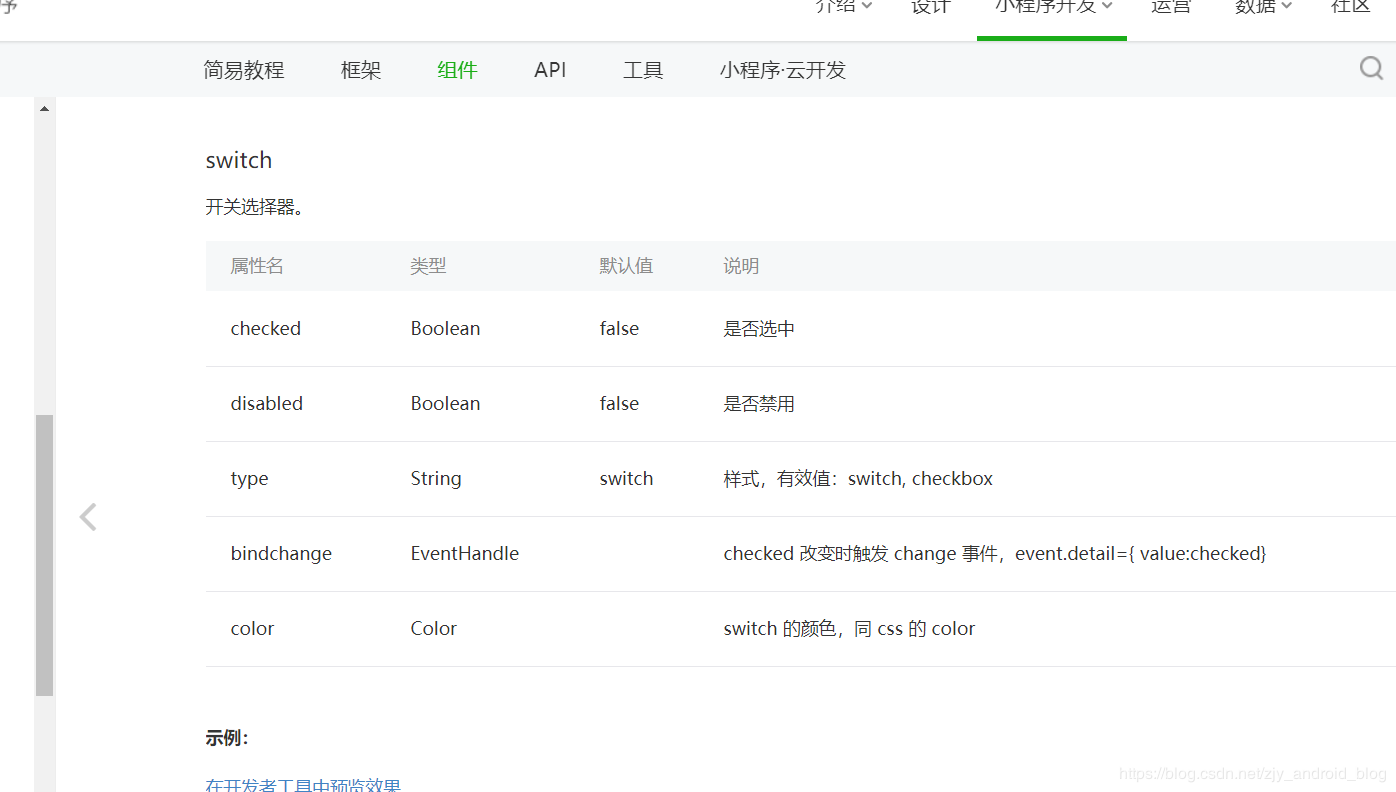 序
介绍 设计 小程序开发 运营 数据 社区
简易教程 框架 组件 API 工具 小程序·云开发
switch
开关选择器。
属性名 类型 默认值 说明
checked Boolean false 是否选中
disabled Boolean false 是否禁用
type String switch 样式，有效值：switch, checkbox
bindchange EventHandle checked 改变时触发 change 事件，event.detail={ value:checked}
color Color switch 的颜色，同 css 的 color
示例：
在开发者工具中预览效果
https://blog.csdn.net/zjy_android_blog